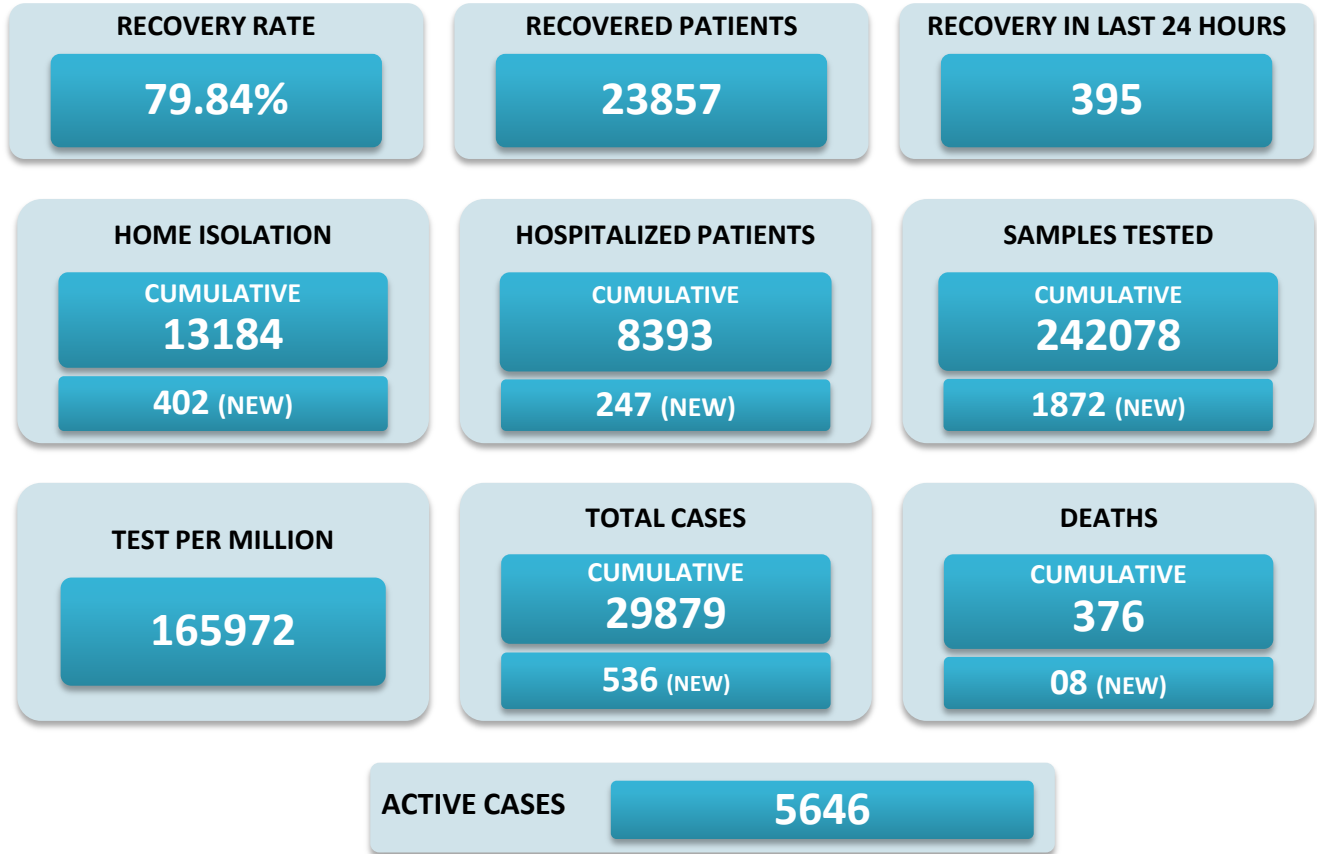 RECOVERY RATE
79.84%
RECOVERED PATIENTS
23857
RECOVERY IN LAST 24 HOURS
395
HOME ISOLATION
CUMULATIVE
13184
402 (NEW)
HOSPITALIZED PATIENTS
CUMULATIVE
8393
247 (NEW)
SAMPLES TESTED
CUMULATIVE
242078
1872 (NEW)
TEST PER MILLION
165972
TOTAL CASES
CUMULATIVE
29879
536 (NEW)
DEATHS
CUMULATIVE
376
08 (NEW)
ACTIVE CASES
5646